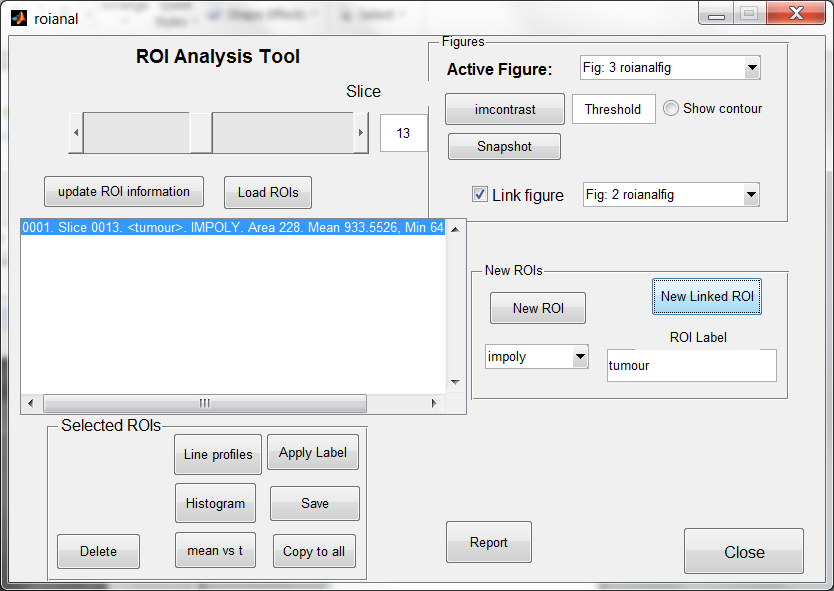 roianal
ROI Analysis Tool
Slice
13
update ROI information
Load ROIs
0001. Slice 0013. <tumour>. IMPOLY. Area 228. Mean 933.5526, Min 64
Figures
Active Figure:
Fig: 3 roianalfig
imcontrast
Threshold
Show contour
Snapshot
Link figure
Fig: 2 roianalfig
New ROIs
New ROI
New Linked ROI
ROI Label
impoly
tumour
Selected ROIs
Line profiles
Apply Label
Histogram
Save
Delete
mean vs t
Copy to all
Report
Close